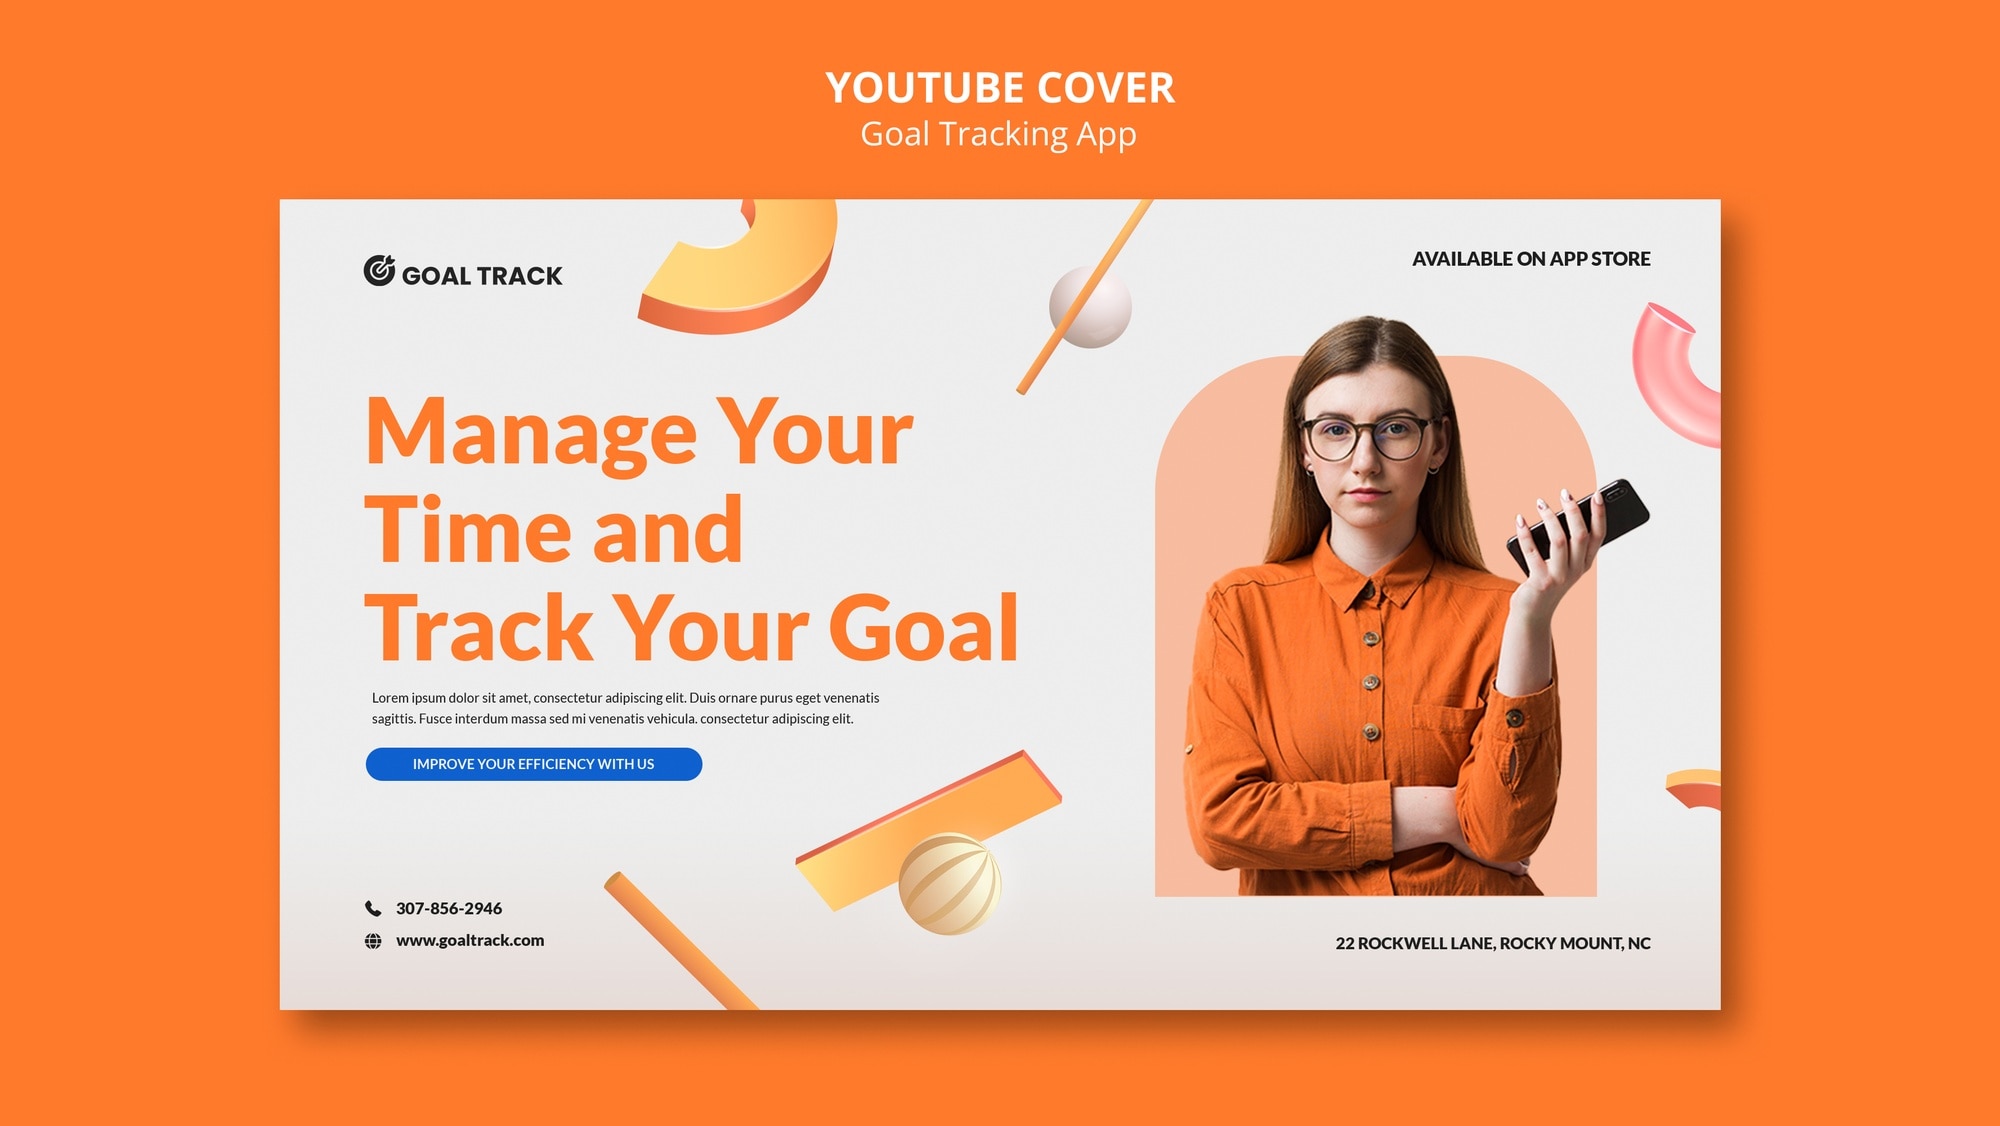 YOUTUBE COVER
Goal Tracking App
GOAL TRACK
AVAILABLE ON APP STORE
Manage Your
Time and
Track Your Goal
Lorem ipsum dolor sit amet, consectetur adipiscing elit. Duis ornare purus eget venenatis
sagittis. Fusce interdum massa sed mi venenatis vehicula. consectetur adipiscing elit.
IMPROVE YOUR EFFICIENCY WITH US
307-856-2946
www.goaltrack.com
22 ROCKWELL LANE, ROCKY MOUNT, NC